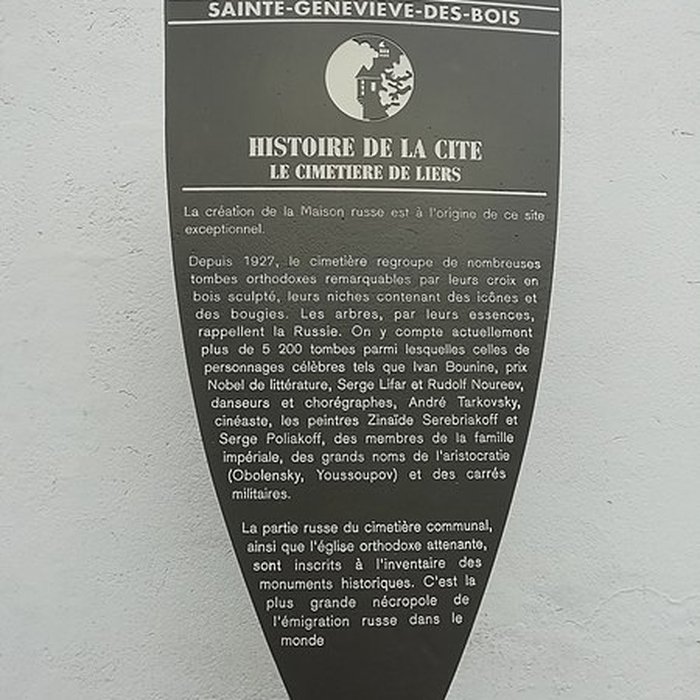 SAINTE-GENEVIEVE-DES-BOIS
HISTOIRE DE LA CITE
LE CIMETIERE DE LIERS
La création de la Maison russe est à l'origine de ce site
exceptionnel.
Depuis 1927, le cimetière regroupe de nombreuses
tombes orthodoxes remarquables par leurs croix en
bois sculpté, leurs niches contenant des icônes et
des bougies. Les arbres, par leurs essences,
rappellent la Russie. On y compte actuellement
plus de 5 200 tombes parmi lesquelles celles de
personnages célèbres tels que Ivan Bounine, prix
Nobel de littérature, Serge Lifar et Rudolf Noureev,
danseurs et chorégraphes, André Tarkovsky,
cinéaste, les peintres Zinaïde Serebriakoff et
Serge Poliakoff, des membres de la famille
impériale, des grands noms de l'aristocratie
(Obolensky, Youssoupov) et des carrés
militaires.
La partie russe du cimetière communal,
ainsi que l'église orthodoxe attenante,
sont inscrits à l'inventaire des
monuments historiques. C'est la
plus grande nécropole de
l'émigration russe dans le
monde